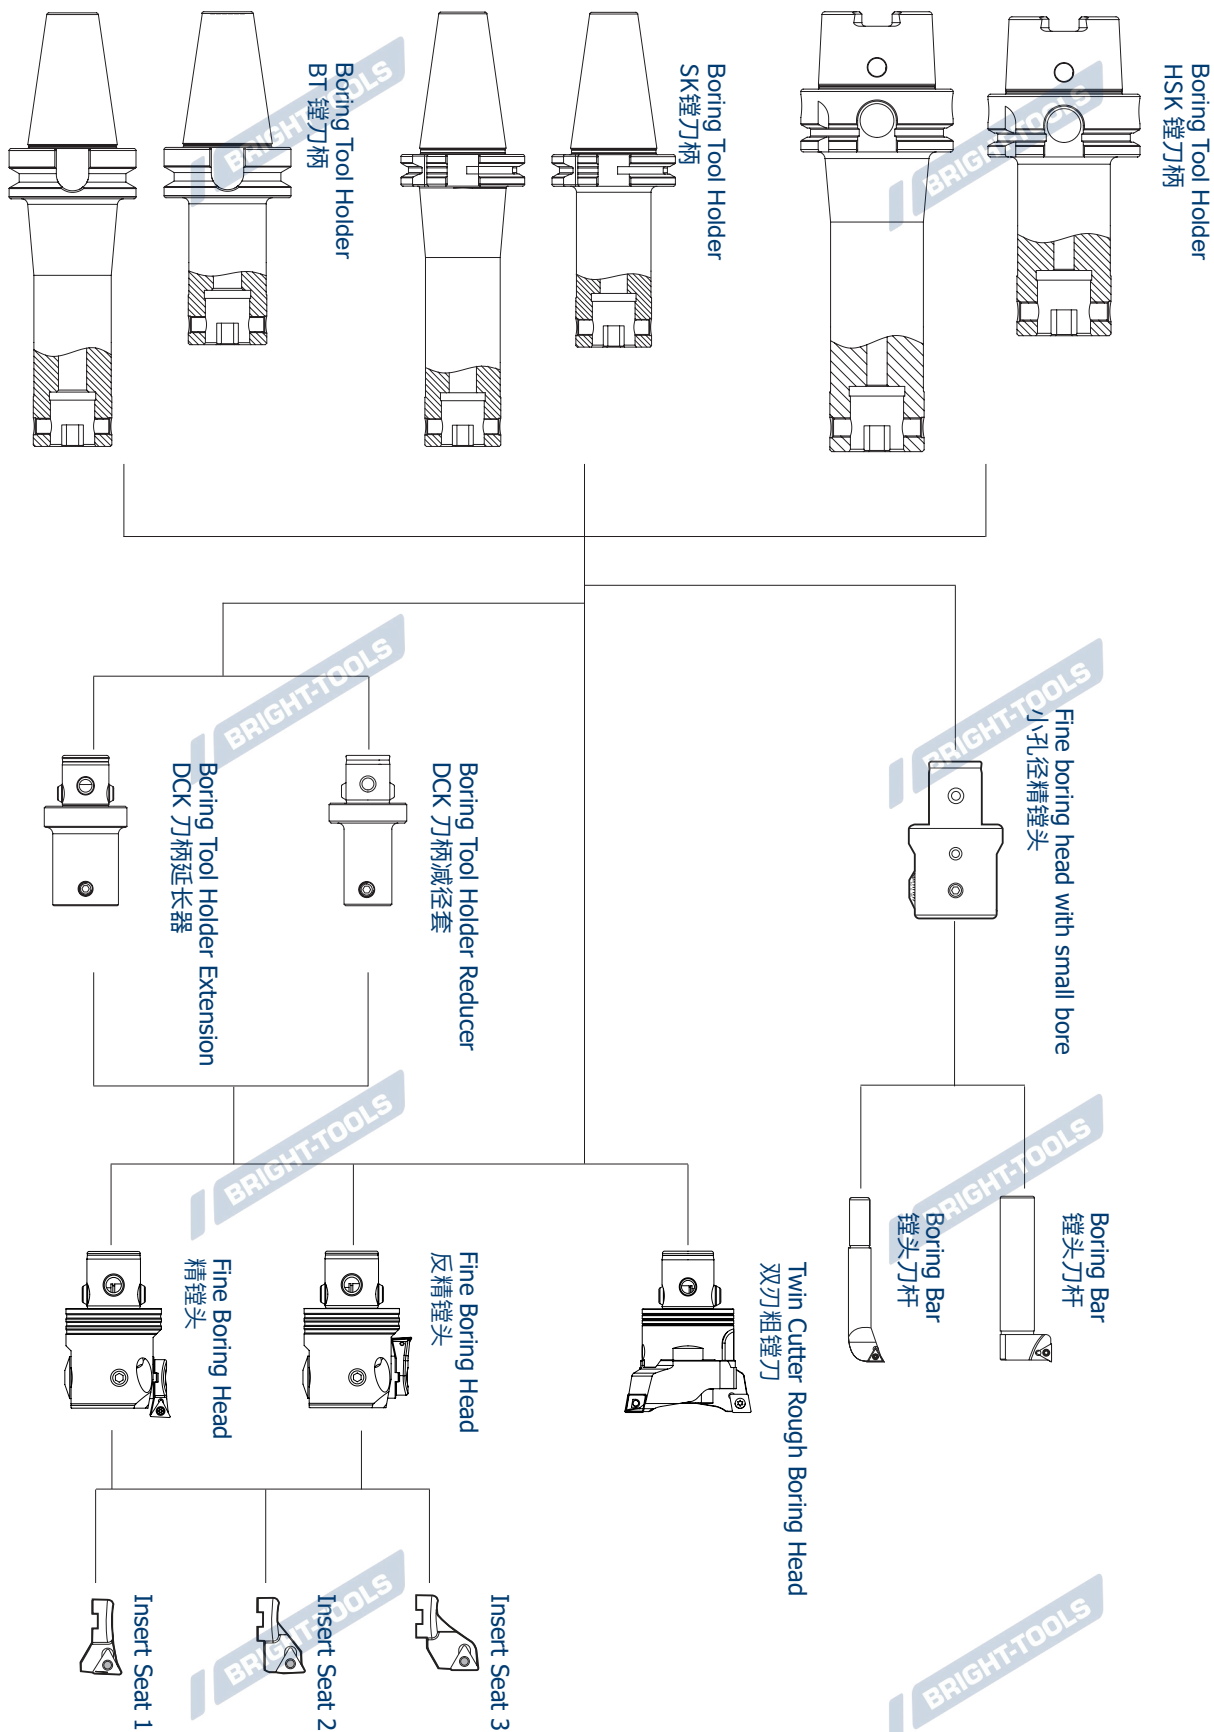 Boring Tool Holder
BT 镗刀柄
Boring Tool Holder
SK镗刀柄
Boring Tool Holder
HSK 镗刀柄
Boring Tool Holder Extension
DCK 刀柄延长器
Boring Tool Holder Reducer
DCK 刀柄减径套
Fine boring head with small bore
小孔径精镗头
Fine Boring Head
精镗头
Fine Boring Head
反精镗头
Twin Cutter Rough Boring Head
双刃粗镗刀
Boring Bar
镗头刀杆
Boring Bar
镗头刀杆
Insert Seat 1
Insert Seat 2
Insert Seat 3
BRIGHT-TOOLS
BRIGHT-TOOLS
BRIGHT-TOOLS
BRIGHT-TOOLS
BRIGHT-TOOLS
BRIGHT-TOOLS
BRIGHT-TOOLS
BRIGHT-TOOLS